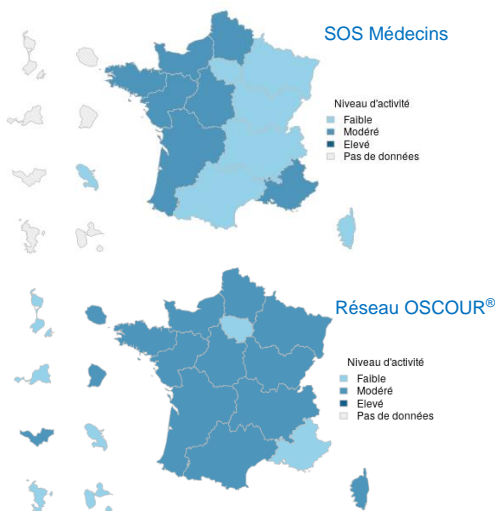 SOS Médecins
Niveau d'activité
Faible
Modéré
Elevé
Pas de données
Réseau OSCOUR®
Niveau d'activité
Faible
Modéré
Elevé
Pas de données